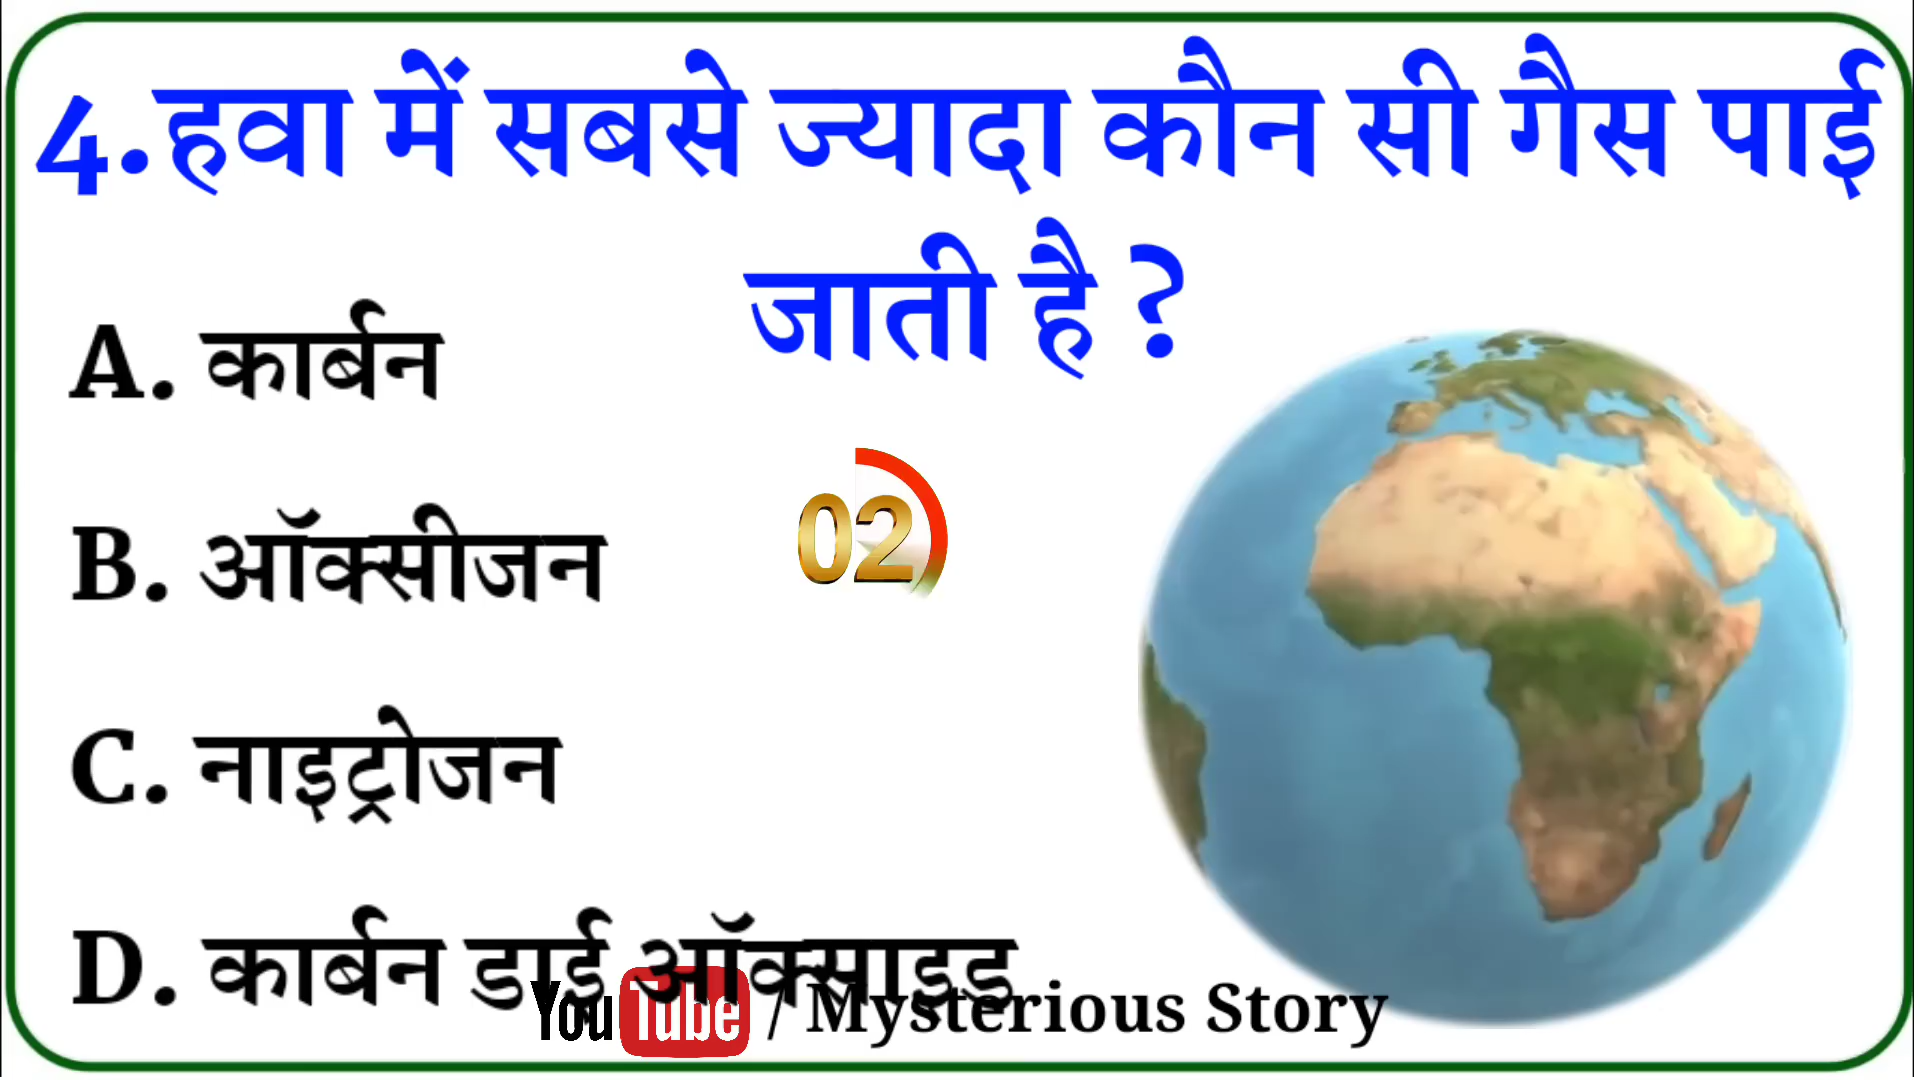 4.हवा में सबसे ज्यादा कौन सी गैस पाई
जाती है ?
A. कार्बन
02
B. ऑक्सीजन
C. नाइट्रोजन
D. कार्बन डाई ऑक्साइड
YouTube / Mysterious Story